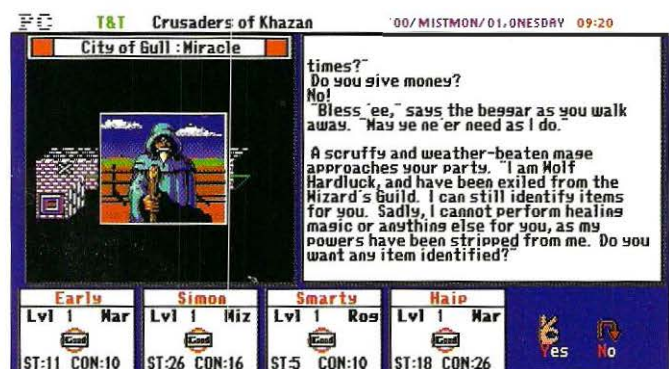 PC T&T Crusaders of Khazan '00/MISTMON/01,ONESDAY 09:20
City of Gull :Miracle
times?"
Do you give money?
No!
"Bless 'ee," says the beggar as you walk
away. "May ye ne'er need as I do."
A scruffy and weather-beaten mage
approaches your party. "I am Wolf
Hardluck, and have been exiled from the
Wizard's Guild. I can still identify items
for you. Sadly, I cannot perform healing
magic or anything else for you, as my
powers have been stripped from me. Do you
want any item identified?"
Early
Lvl 1 War
Good
ST:11 CON:10
Simon
Lvl 1 Wiz
Good
ST:26 CON:16
Smarty
Lvl 1 Rog
Good
ST:5 CON:10
Haip
Lvl 1 War
Good
ST:18 CON:26
Yes No